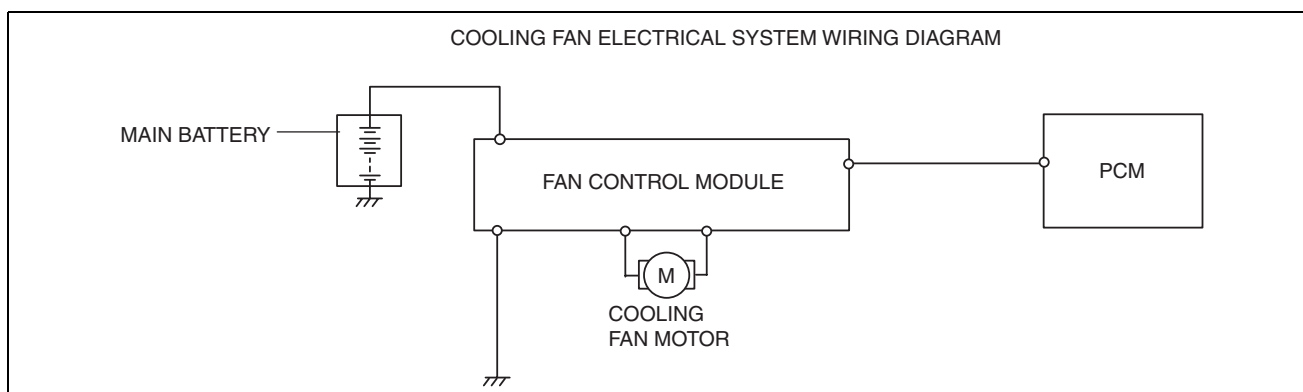 COOLING FAN ELECTRICAL SYSTEM WIRING DIAGRAM
MAIN BATTERY
FAN CONTROL MODULE
PCM
M
COOLING
FAN MOTOR